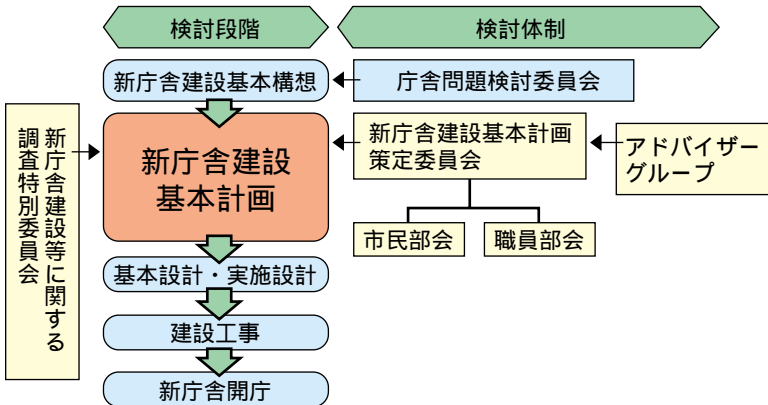 検討段階
検討体制
新庁舎建設基本構想
庁舎問題検討委員会
新庁舎建設等に関する
調査特別委員会
新庁舎建設
基本計画
新庁舎建設基本計画
策定委員会
アドバイザー
グループ
市民部会
職員部会
基本設計・実施設計
建設工事
新庁舎開庁